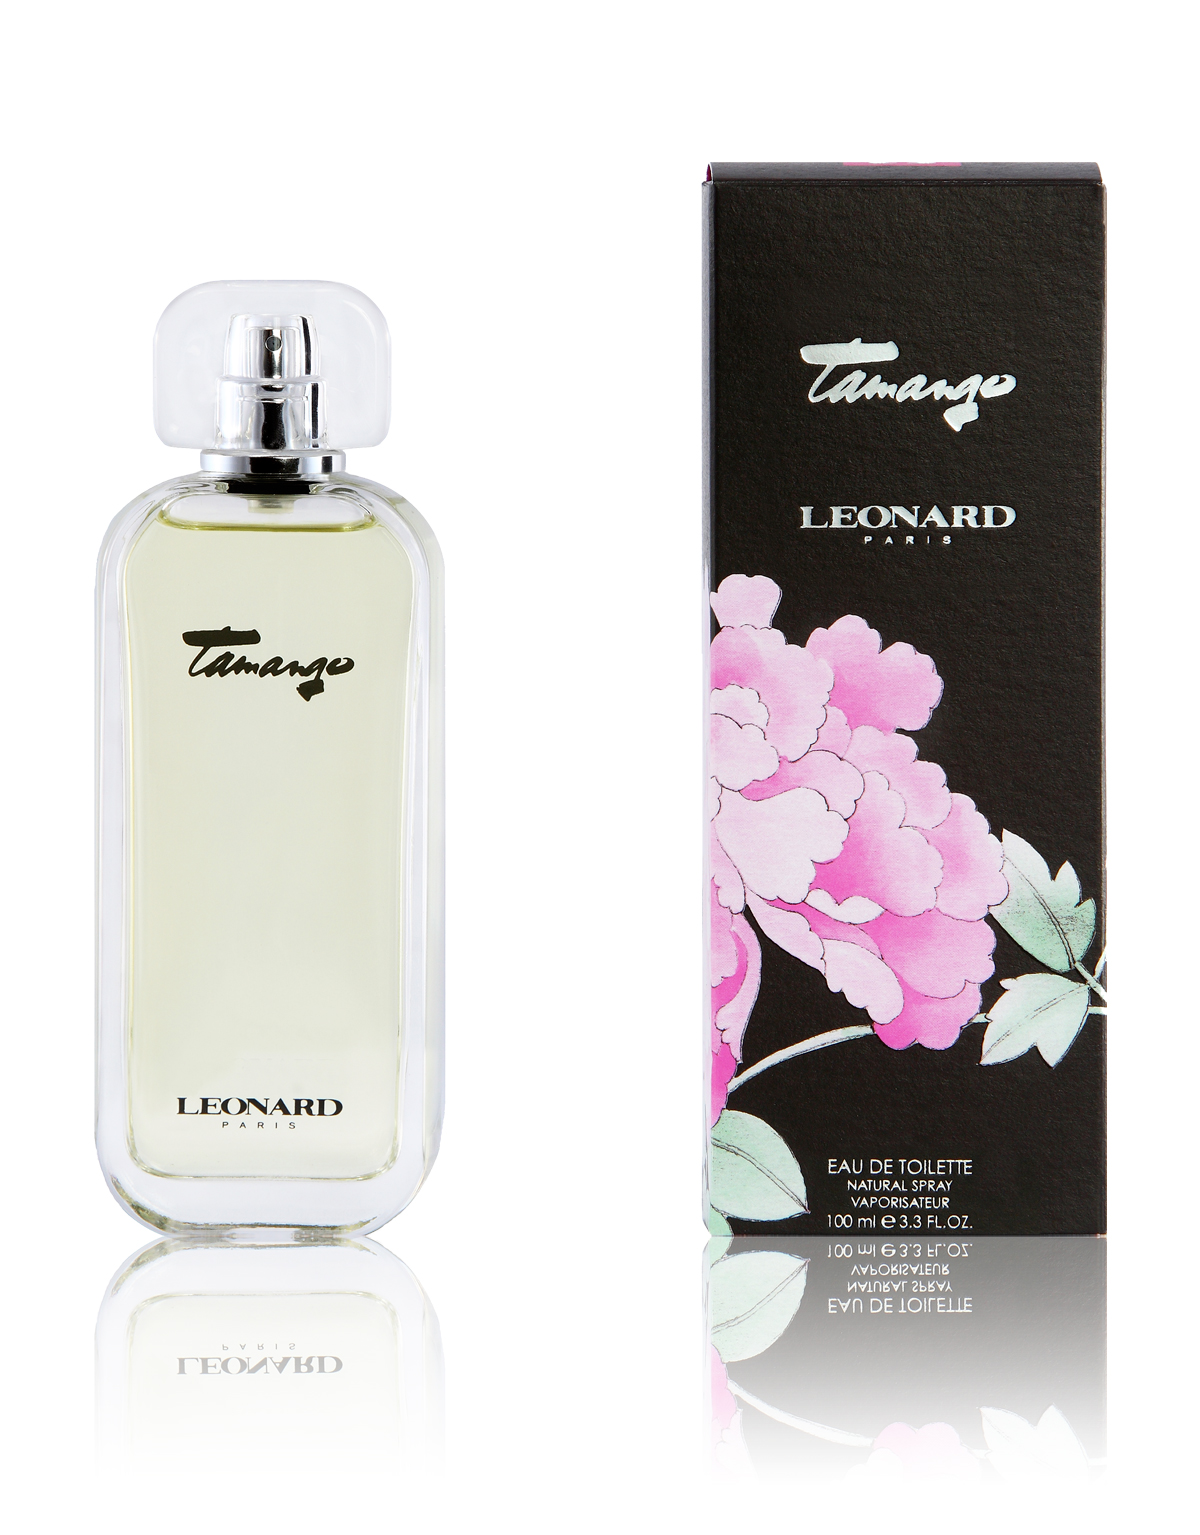 Tamango
LEONARD
PARIS
Tamango
LEONARD
PARIS
EAU DE TOILETTE
NATURAL SPRAY
VAPORISATEUR
100 ml e 3.3 FL.OZ.